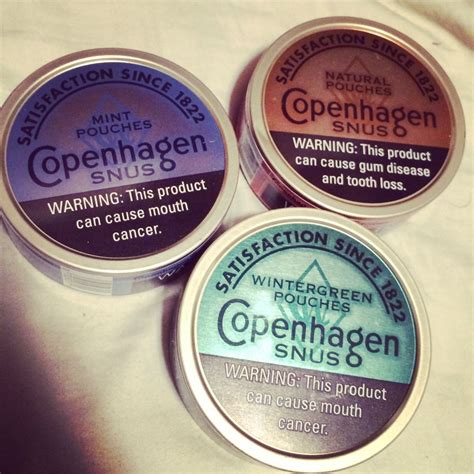 SATISFACTION SINCE 1822
MINT
POUCHES
Copenhagen
SNUS
WARNING: This product
can cause mouth
cancer.
SATISFACTION SINCE 1822
NATURAL
POUCHES
Copenhagen
SNUS
WARNING: This product
can cause gum disease
and tooth loss.
SATISFACTION SINCE 1822
WINTERGREEN
POUCHES
Copenhagen
SNUS
WARNING: This product
can cause mouth
cancer.